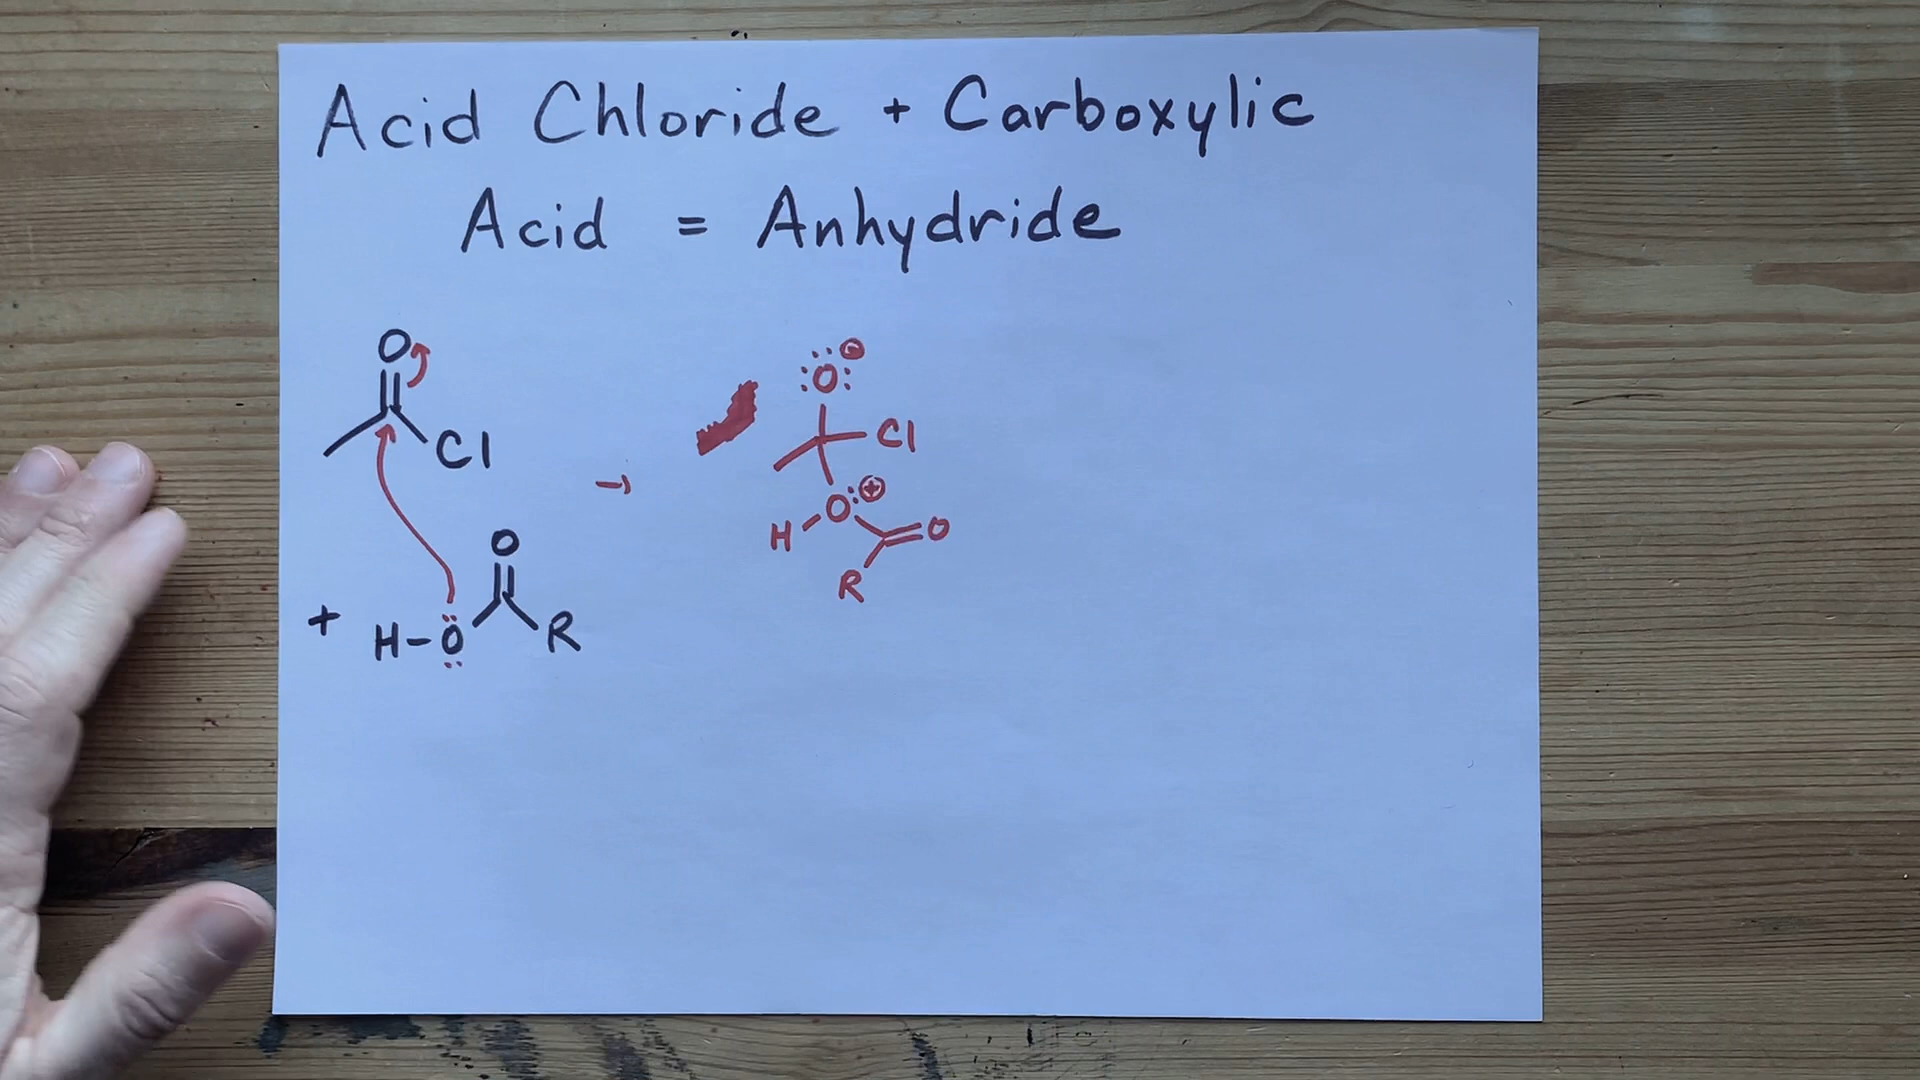 Acid Chloride + Carboxylic
Acid = Anhydride
O
Cl
+ H-O
O
R
→
O ⊖
Cl
H-O ⊕
O
R